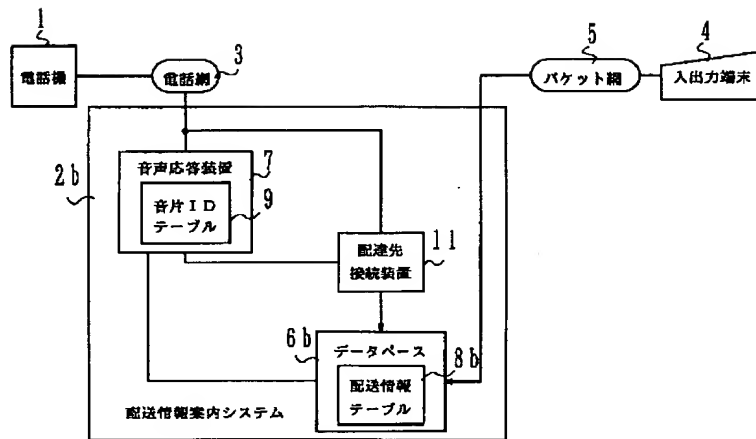 1
電話機
電話網
3
5
パケット網
4
入出力端末
2b
音声応答装置
7
音片ID
テーブル
9
配達先
接続装置
11
6b
データベース
8b
配送情報
テーブル
配送情報案内システム